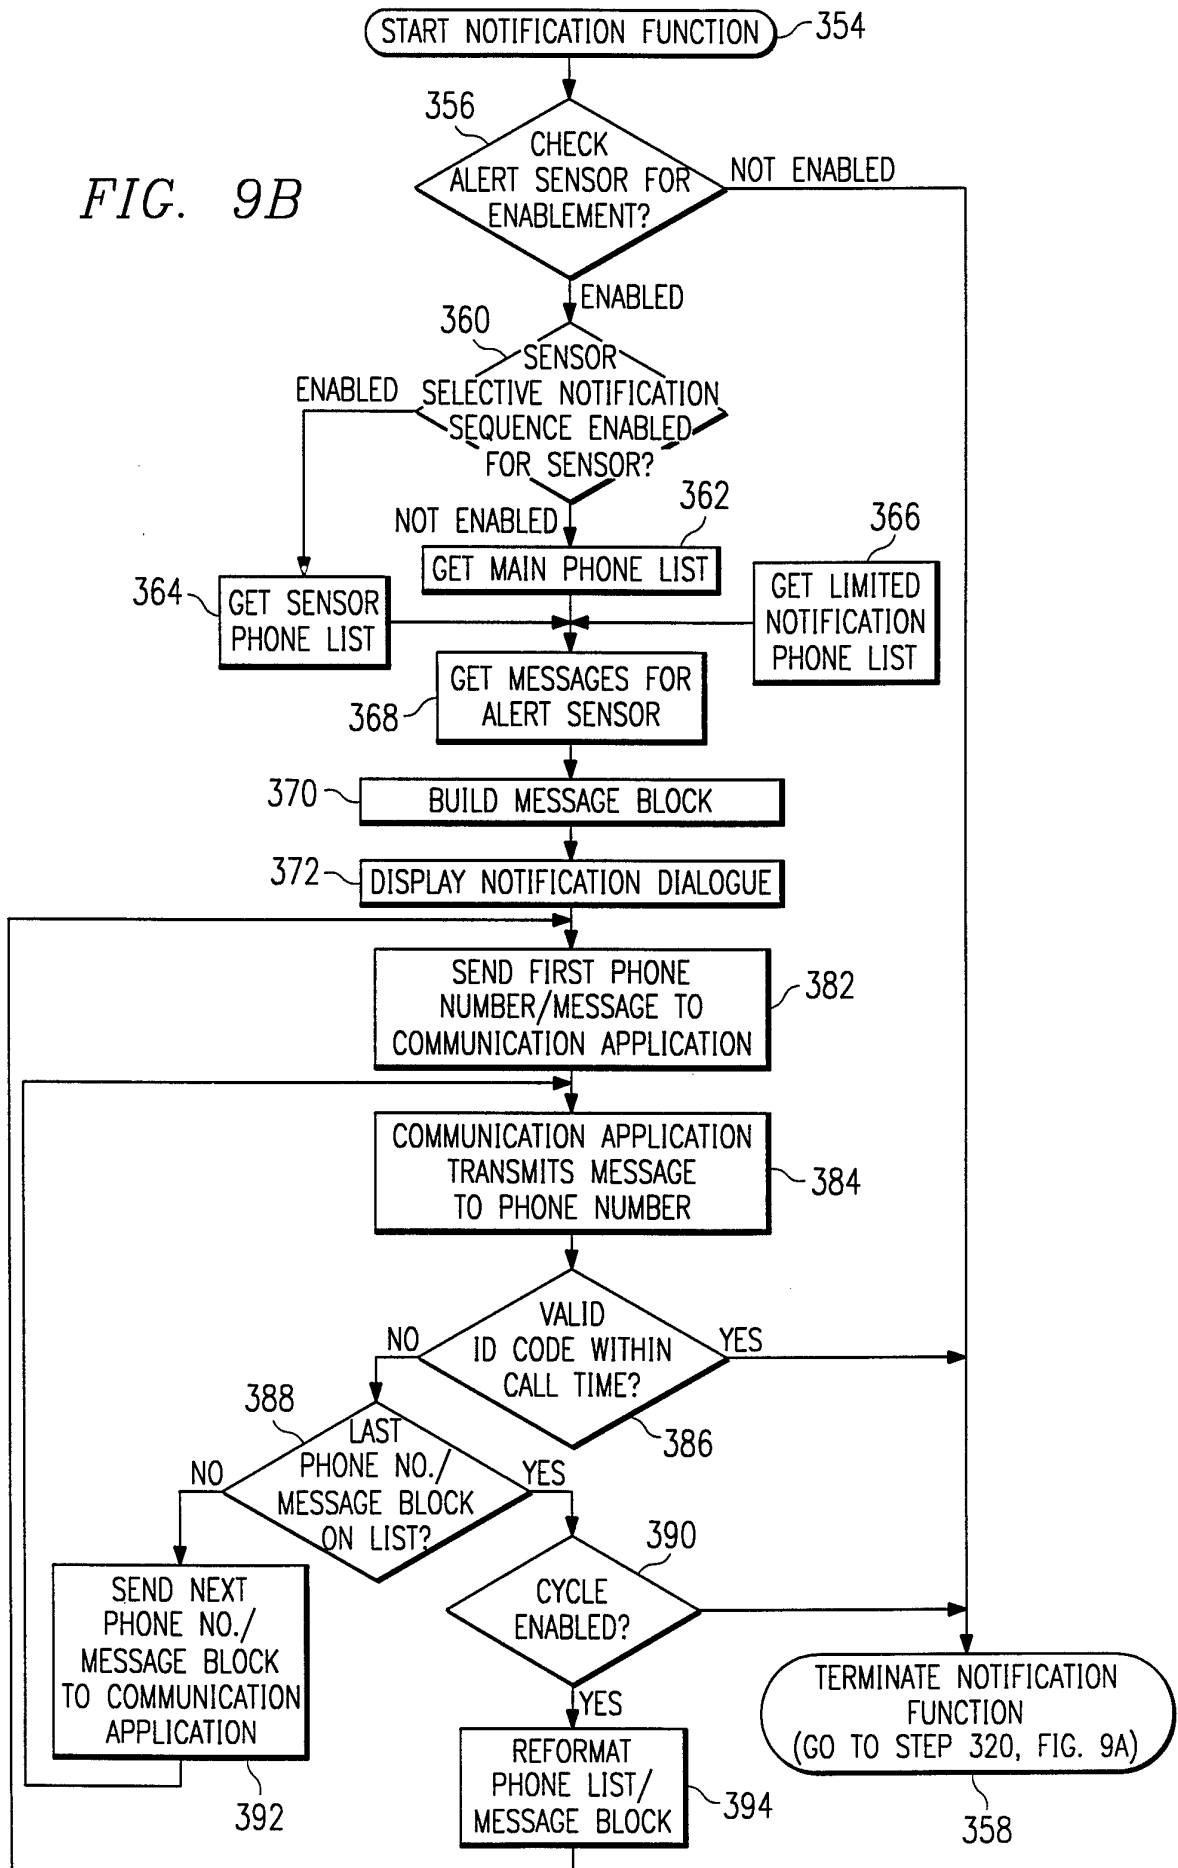 START NOTIFICATION FUNCTION
354
356
CHECK
ALERT SENSOR FOR
ENABLEMENT?
NOT ENABLED
FIG. 9B
ENABLED
360
SENSOR
SELECTIVE NOTIFICATION
SEQUENCE ENABLED
FOR SENSOR?
ENABLED
NOT ENABLED
362
GET MAIN PHONE LIST
366
GET LIMITED
NOTIFICATION
PHONE LIST
364
GET SENSOR
PHONE LIST
GET MESSAGES FOR
ALERT SENSOR
368
370
BUILD MESSAGE BLOCK
372
DISPLAY NOTIFICATION DIALOGUE
SEND FIRST PHONE
NUMBER/MESSAGE TO
COMMUNICATION APPLICATION
382
COMMUNICATION APPLICATION
TRANSMITS MESSAGE
TO PHONE NUMBER
384
VALID
ID CODE WITHIN
CALL TIME?
NO
YES
386
388
LAST
PHONE NO./
MESSAGE BLOCK
ON LIST?
NO
YES
390
CYCLE
ENABLED?
YES
SEND NEXT
PHONE NO./
MESSAGE BLOCK
TO COMMUNICATION
APPLICATION
392
REFORMAT
PHONE LIST/
MESSAGE BLOCK
394
TERMINATE NOTIFICATION
FUNCTION
(GO TO STEP 320, FIG. 9A)
358